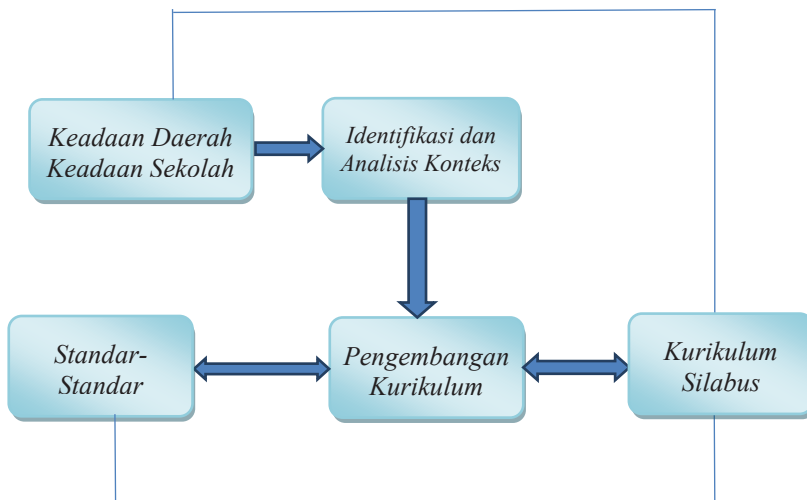 Keadaan Daerah
Keadaan Sekolah
Identifikasi dan
Analisis Konteks
Standar-
Standar
Pengembangan
Kurikulum
Kurikulum
Silabus